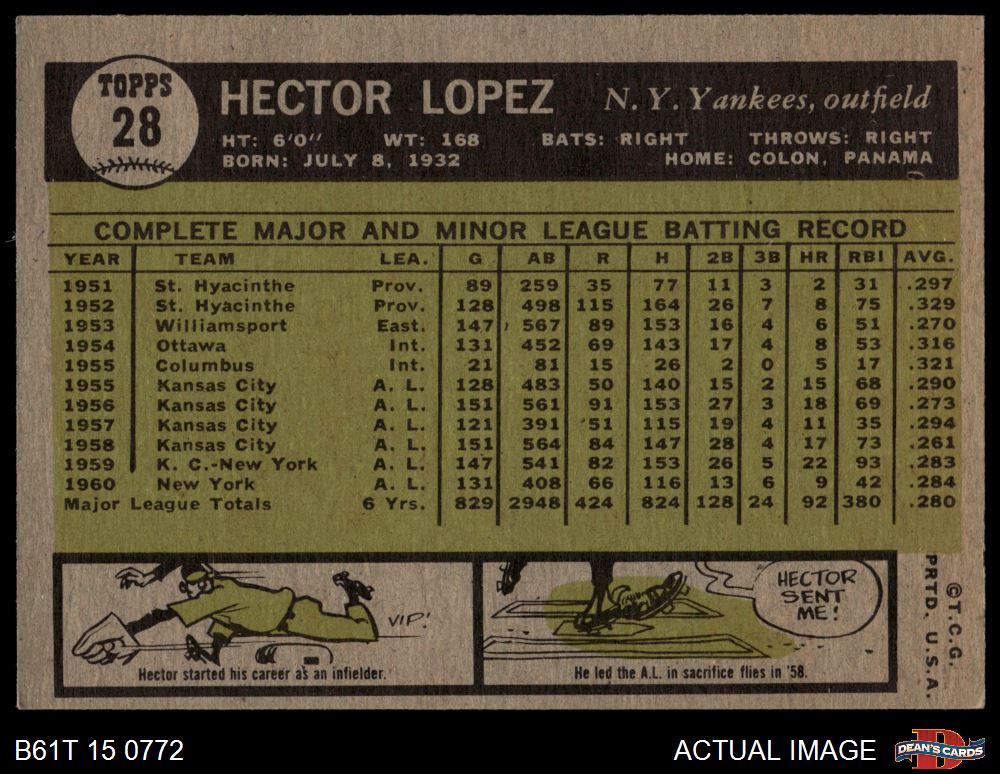 TOPPS
28
HECTOR LOPEZ N. Y. Yankees, outfield
HT: 6'0" WT: 168 BATS: RIGHT THROWS: RIGHT
BORN: JULY 8, 1932 HOME: COLON, PANAMA
COMPLETE MAJOR AND MINOR LEAGUE BATTING RECORD
YEAR TEAM LEA. G AB R H 2B 3B HR RBI AVG.
1951 St. Hyacinthe Prov. 89 259 35 77 11 3 2 31 .297
1952 St. Hyacinthe Prov. 128 498 115 164 26 7 8 75 .329
1953 Williamsport East. 147 567 89 153 16 4 6 51 .270
1954 Ottawa Int. 131 452 69 143 17 4 8 53 .316
1955 Columbus Int. 21 81 15 26 2 0 5 17 .321
1955 Kansas City A. L. 128 483 50 140 15 2 15 68 .290
1956 Kansas City A. L. 151 561 91 153 27 3 18 69 .273
1957 Kansas City A. L. 121 391 51 115 19 4 11 35 .294
1958 Kansas City A. L. 151 564 84 147 28 4 17 73 .261
1959 K. C.-New York A. L. 147 541 82 153 26 5 22 93 .283
1960 New York A. L. 131 408 66 116 13 6 9 42 .284
Major League Totals 6 Yrs. 829 2948 424 824 128 24 92 380 .280
VIP!
Hector started his career as an infielder.
HECTOR
SENT
ME!
He led the A.L. in sacrifice flies in '58.
©T.C.G.
PRTD. U.S.A.
B61T 15 0772 ACTUAL IMAGE
D
DEAN'S CARDS